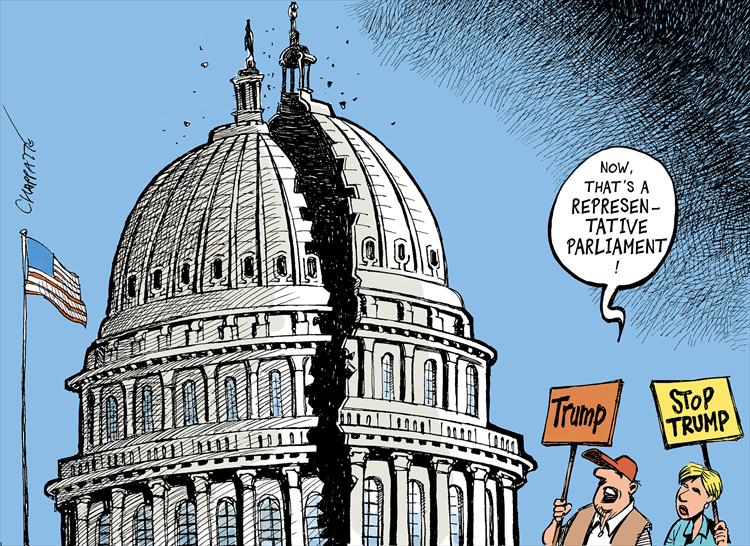 CHAPPATTE
NOW,
THAT'S A
REPRESEN-
TATIVE
PARLIAMENT
!
Trump
STOP
TRUMP